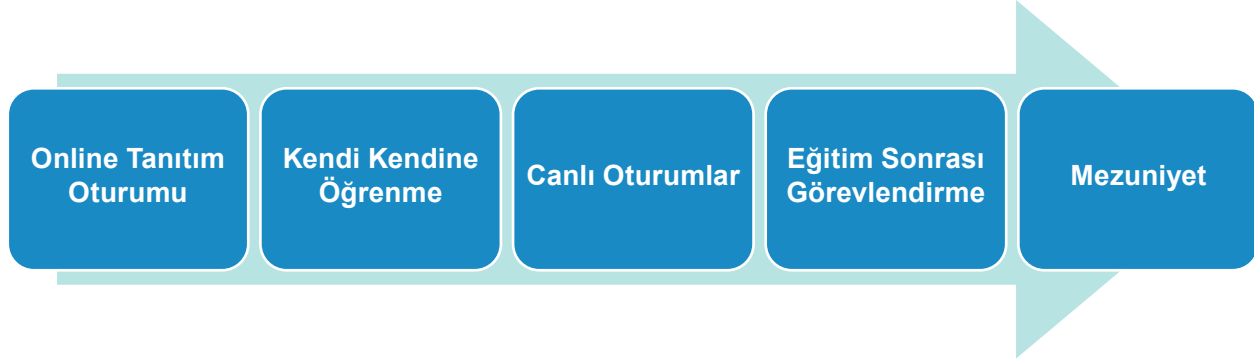 Online Tanıtım
Oturumu
Kendi Kendine
Öğrenme
Canlı Oturumlar
Eğitim Sonrası
Görevlendirme
Mezuniyet